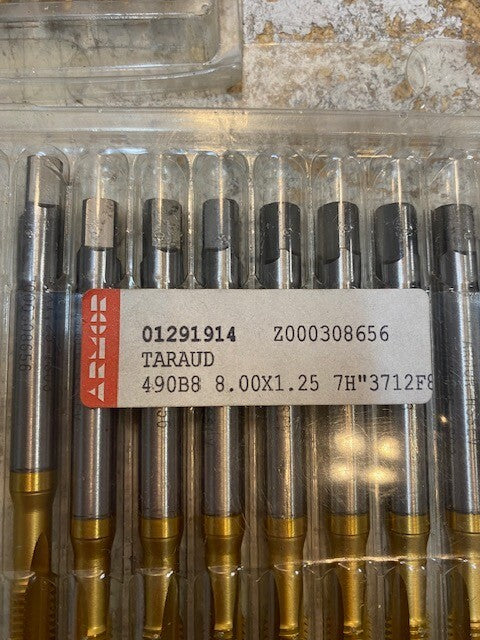 ARMOR
01291914 Z000308656
TARAUD
490B8 8.00X1.25 7H"3712F8